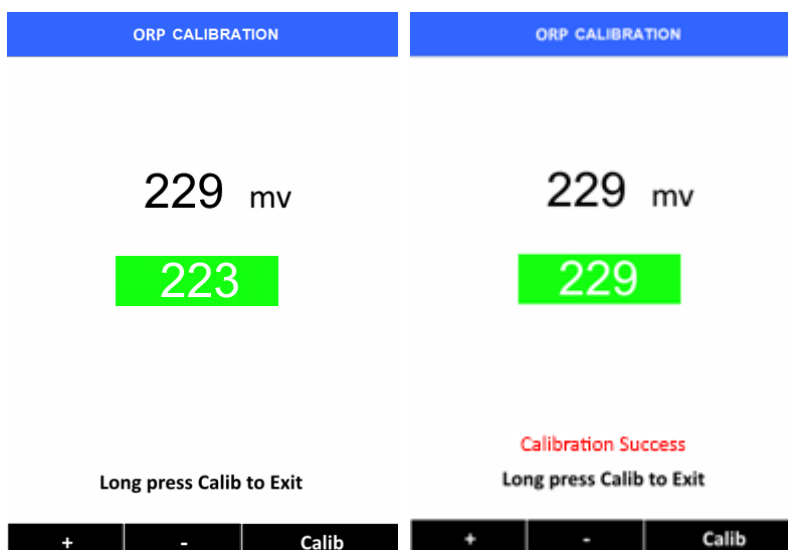 ORP CALIBRATION
229 mv
223
Long press Calib to Exit
+ - Calib
ORP CALIBRATION
229 mv
229
Calibration Success
Long press Calib to Exit
+ - Calib